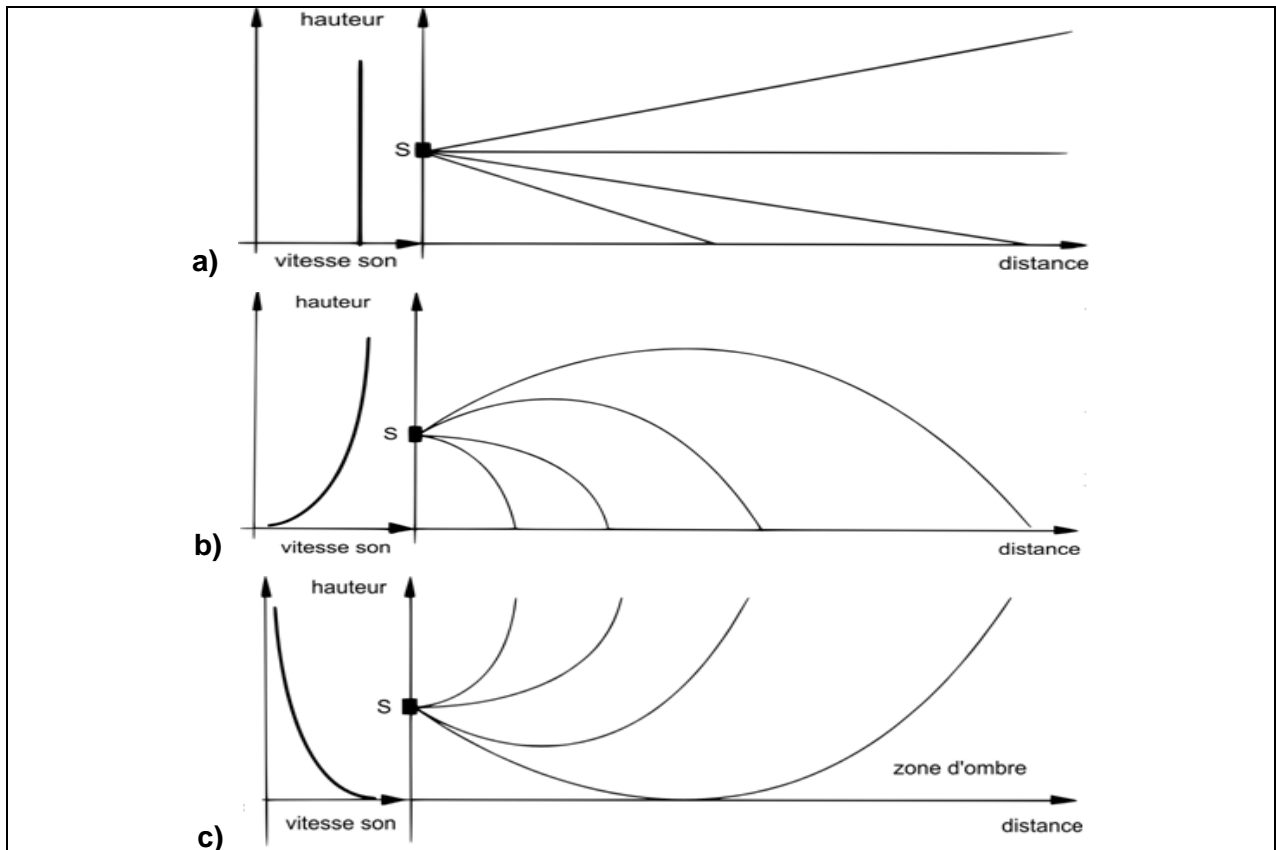 hauteur
S
a)
vitesse son
distance
hauteur
S
b)
vitesse son
distance
hauteur
S
zone d'ombre
c)
vitesse son
distance